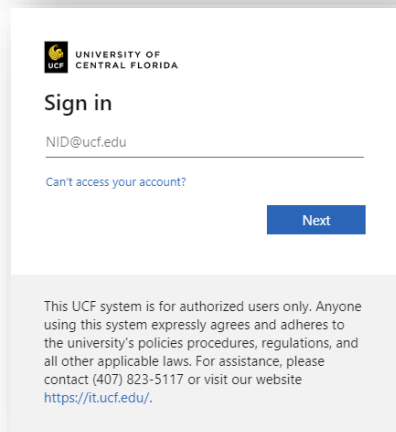 UCF
UNIVERSITY OF
CENTRAL FLORIDA
Sign in
NID@ucf.edu
Can't access your account?
Next
This UCF system is for authorized users only. Anyone
using this system expressly agrees and adheres to
the university's policies procedures, regulations, and
all other applicable laws. For assistance, please
contact (407) 823-5117 or visit our website
https://it.ucf.edu/.